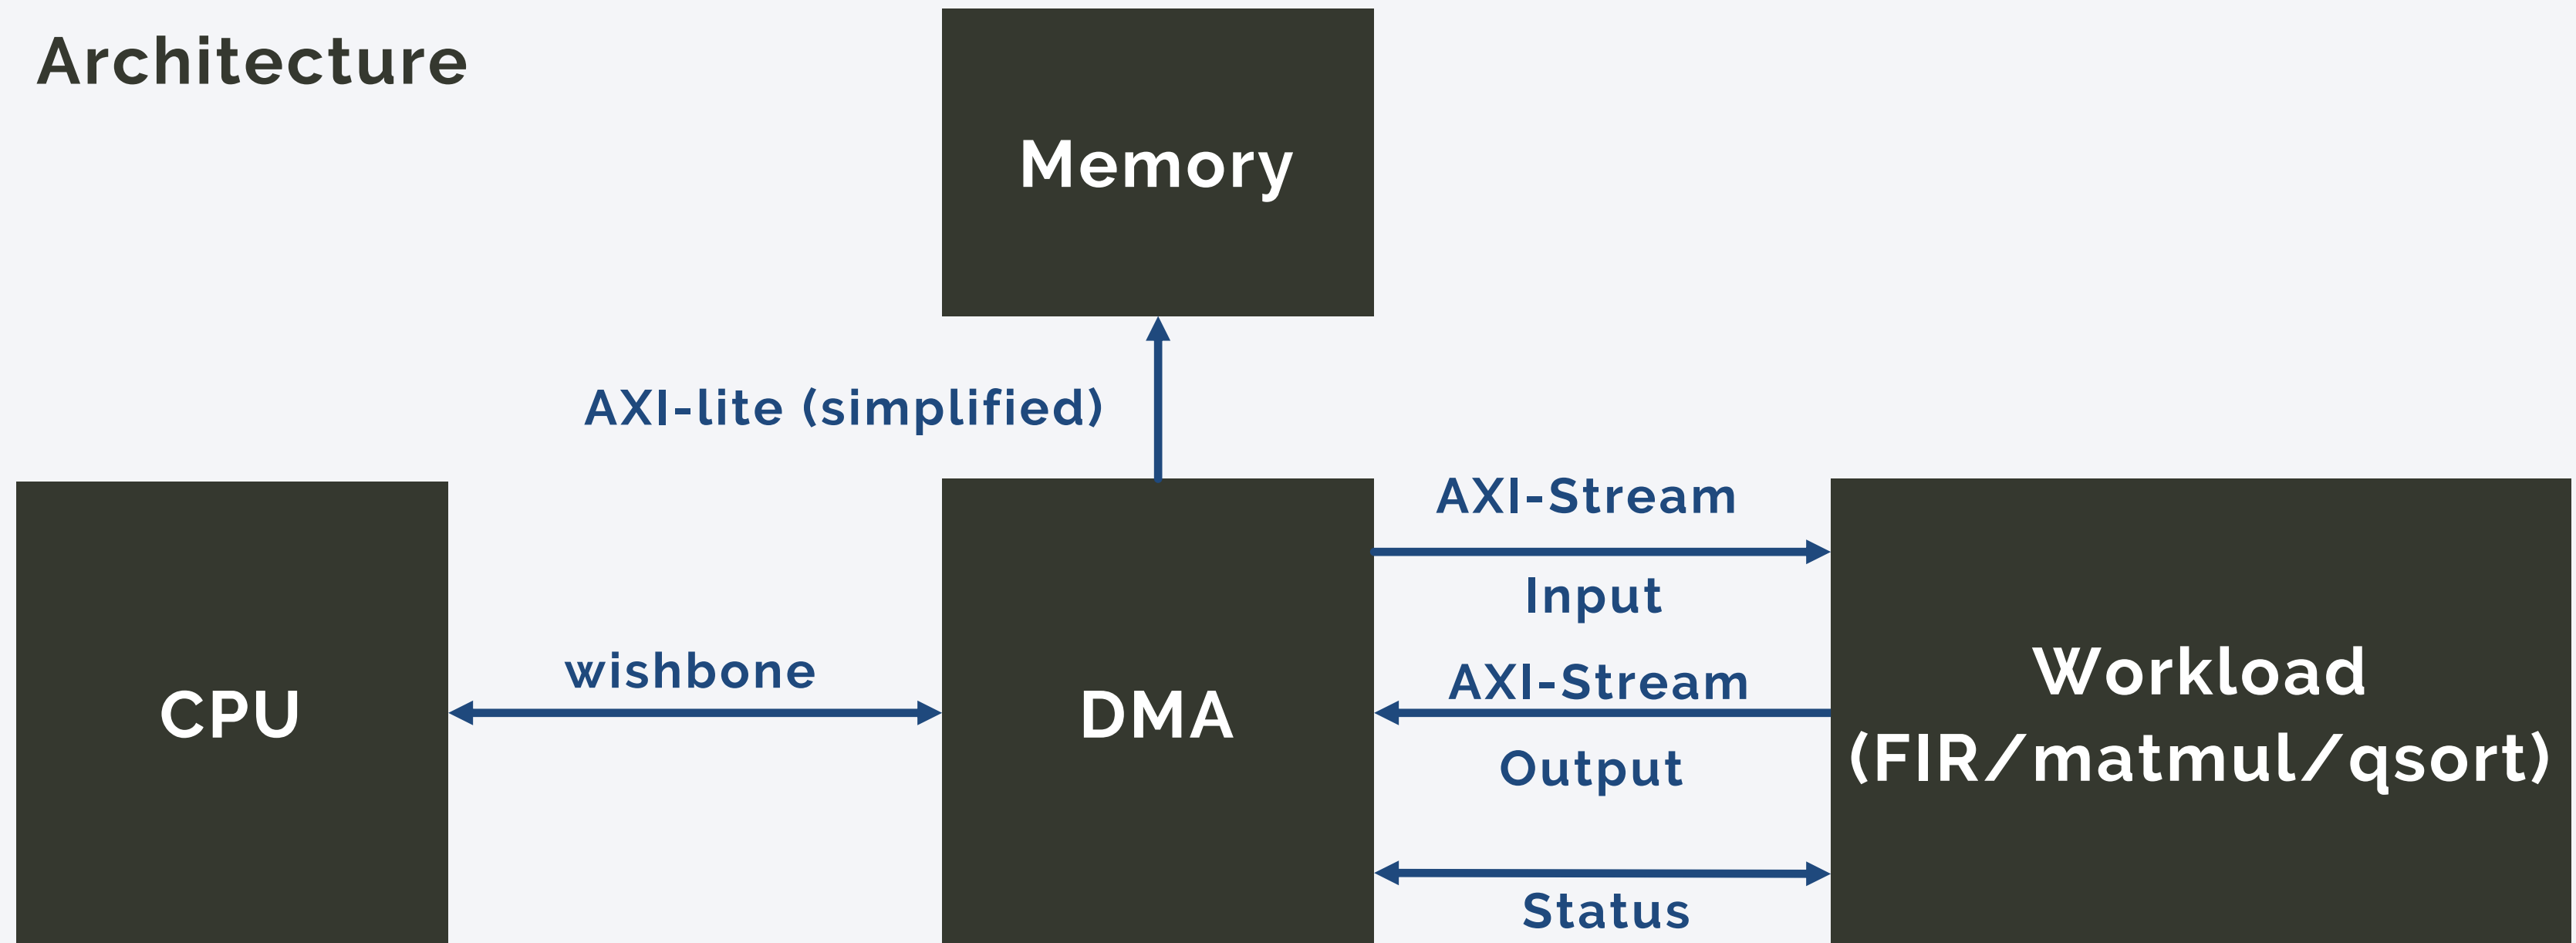 Architecture
Memory
AXI-lite (simplified)
AXI-Stream
Input
wishbone
AXI-Stream
CPU
DMA
Workload
(FIR/matmul/qsort)
Output
Status